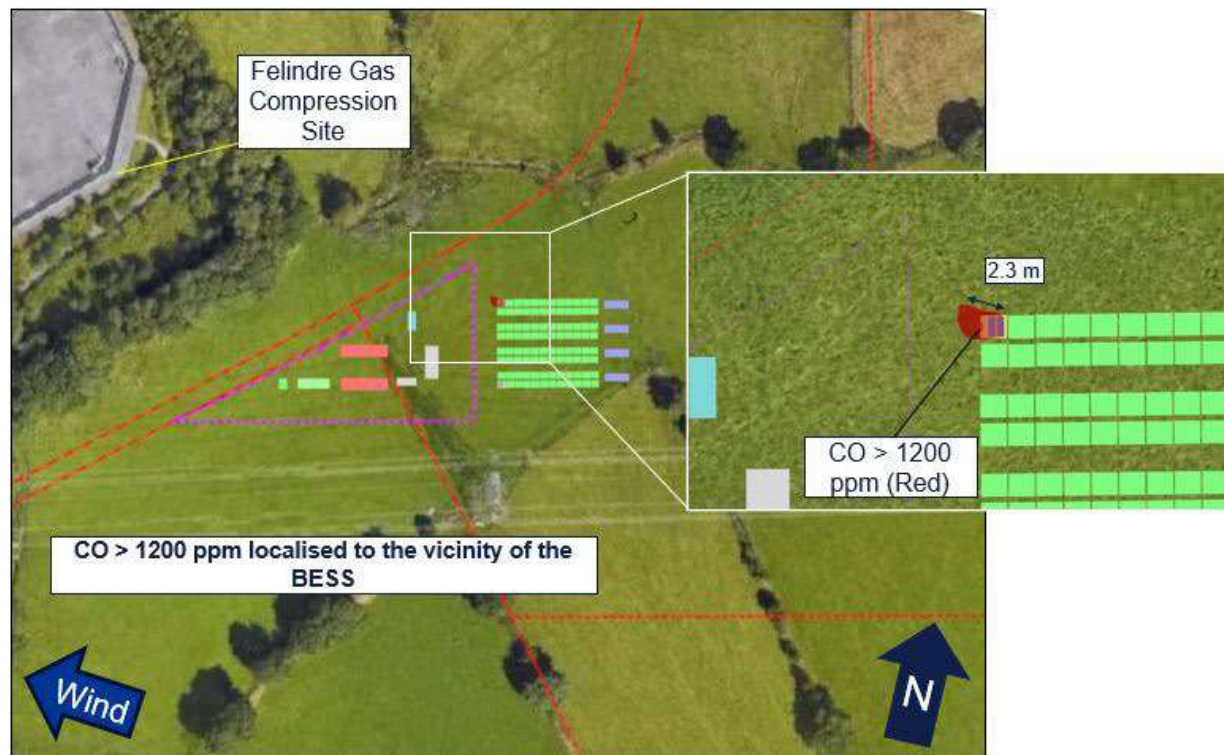 Felindre Gas
Compression
Site
2.3 m
CO > 1200
ppm (Red)
CO > 1200 ppm localised to the vicinity of the
BESS
Wind
N